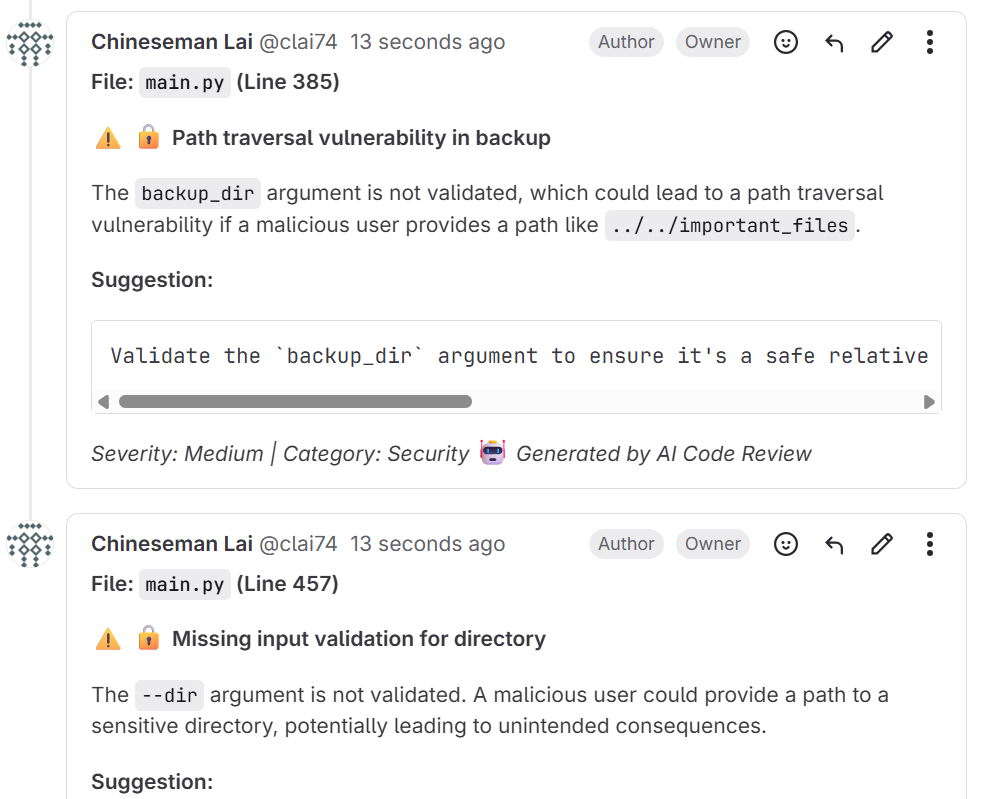 Chineseman Lai @clai74 13 seconds ago Author Owner
File: main.py (Line 385)
Path traversal vulnerability in backup
The backup_dir argument is not validated, which could lead to a path traversal
vulnerability if a malicious user provides a path like ../../important_files.
Suggestion:
Validate the `backup_dir` argument to ensure it's a safe relative
Severity: Medium | Category: Security Generated by AI Code Review
Chineseman Lai @clai74 13 seconds ago Author Owner
File: main.py (Line 457)
Missing input validation for directory
The --dir argument is not validated. A malicious user could provide a path to a
sensitive directory, potentially leading to unintended consequences.
Suggestion: